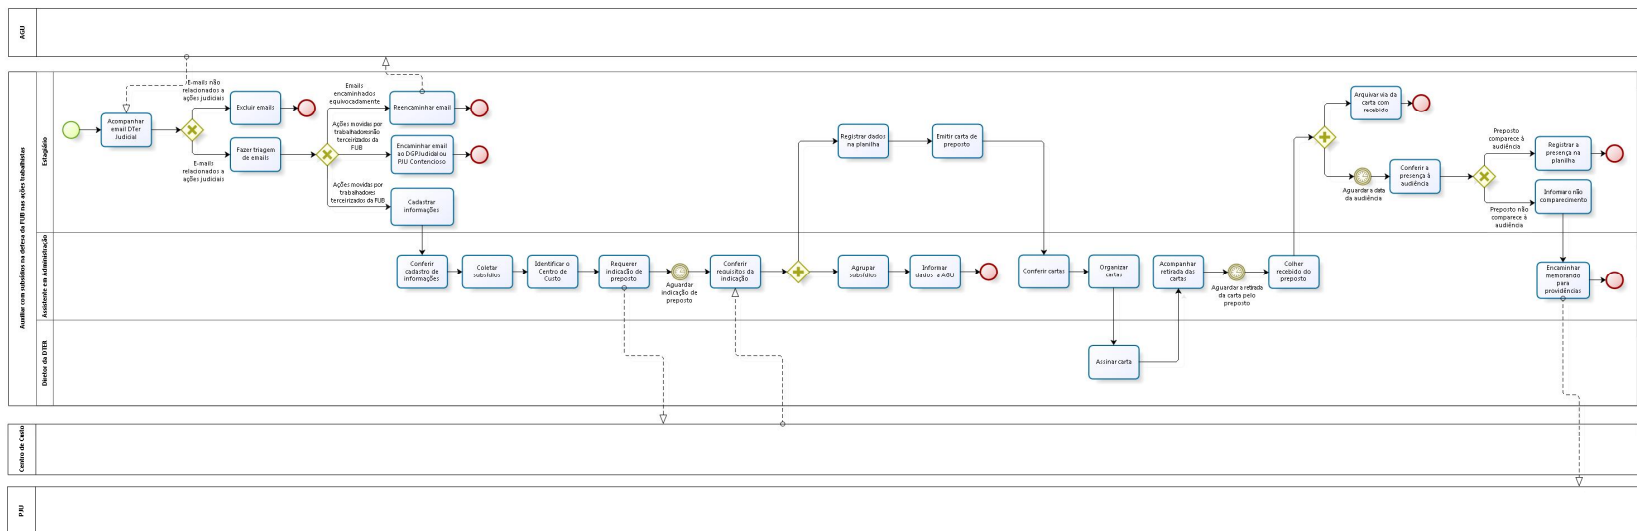 AGU
Auxiliar com subsídios na defesa da FUB nas ações trabalhistas
Estagiário
Acompanhar
email DTer
Judicial
E-mails não
relacionados a
ações judiciais
Excluir emails
E-mails
relacionados a
ações judiciais
Fazer triagem
de emails
Emails
encaminhados
equivocadamente
Reencaminhar email
Ações movidas por
trabalhadores não
terceirizados da
FUB
Encaminhar email
ao DGPJudicial ou
PJU Contencioso
Ações movidas por
trabalhadores
terceirizados da FUB
Cadastrar
informações
Registrar dados
na planilha
Emitir carta de
preposto
Arquivar via da
carta com
recebido
Aguardar a data
da audiência
Conferir a
presença à
audiência
Preposto
comparece à
audiência
Registrar a
presença na
planilha
Preposto não
comparece à
audiência
Informar o não
comparecimento
Assistente em administração
Conferir
cadastro de
informações
Coletar
subsídios
Identificar o
Centro de
Custo
Requerer
indicação de
preposto
Aguardar
indicação de
preposto
Conferir
requisitos da
indicação
Agrupar
subsídios
Informar
dados a AGU
Conferir cartas
Organizar
cartas
Acompanhar
retirada das
cartas
Aguardar a retirada
da carta pelo
preposto
Colher
recebido do
preposto
Encaminhar
memorando
para
providências
Diretor da DTER
Assinar carta
Centro de Custo
PJU